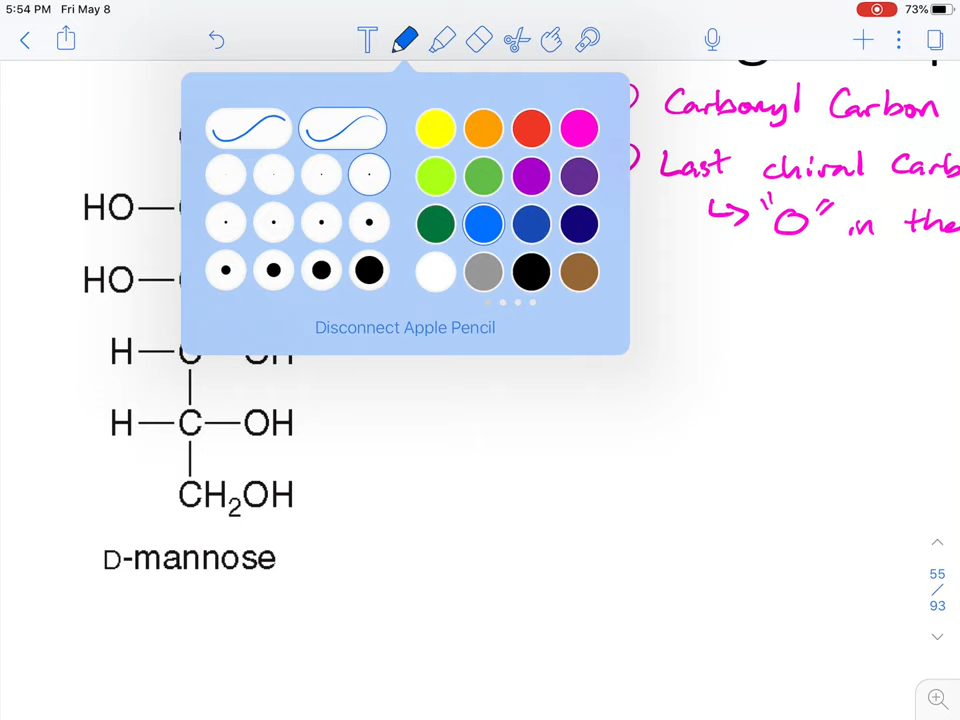 5:54 PM Fri May 8
73%
T
Carbonyl Carbon
Last chiral Carb
↳ "O" in the
HO—
HO—
Disconnect Apple Pencil
H—C—OH
H—C—OH
CH₂OH
D-mannose
55
/
93